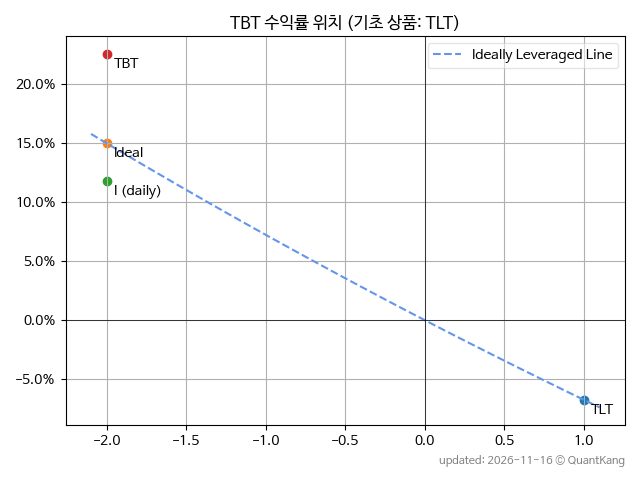 TBT 수익률 위치 (기초 상품: TLT)
Ideally Leveraged Line
TBT
Ideal
I (daily)
TLT
20.0%
15.0%
10.0%
5.0%
0.0%
−5.0%
−2.0 −1.5 −1.0 −0.5 0.0 0.5 1.0
updated: 2026-11-16 © QuantKang